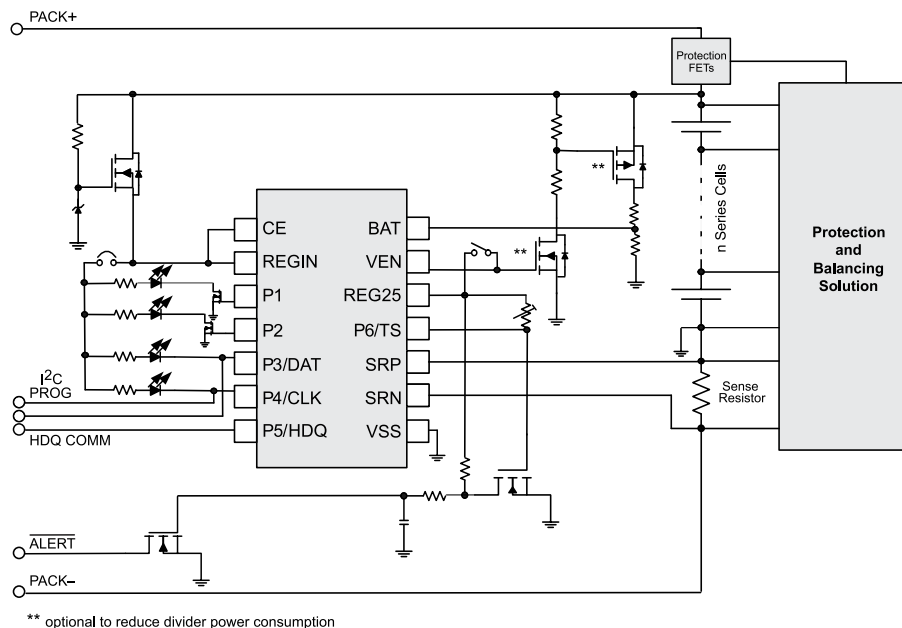 PACK+
Protection
FETs
**
n Series Cells
Protection
and
Balancing
Solution
CE
BAT
**
REGIN
VEN
P1
REG25
P2
P6/TS
P3/DAT
SRP
I²C
PROG
P4/CLK
SRN
Sense
Resistor
HDQ COMM
P5/HDQ
VSS
ALERT
PACK–
** optional to reduce divider power consumption